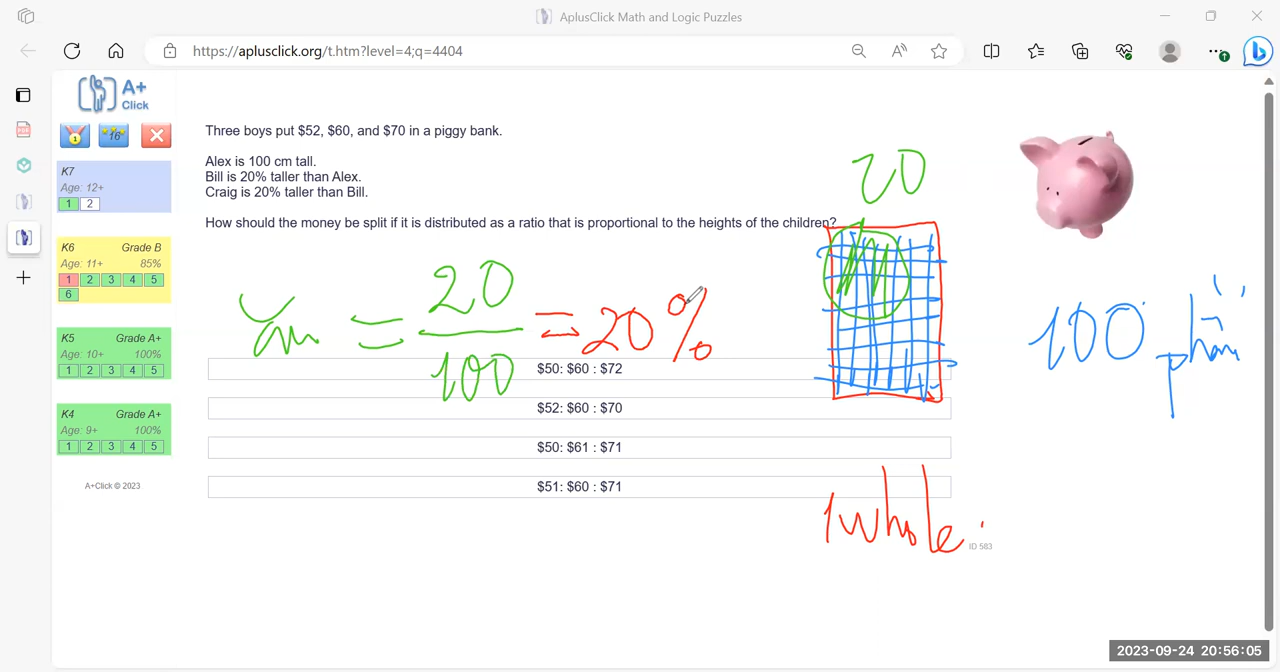 AplusClick Math and Logic Puzzles
https://aplusclick.org/t.htm?level=4;q=4404
A+
Click
1
16
Three boys put $52, $60, and $70 in a piggy bank.
Alex is 100 cm tall.
Bill is 20% taller than Alex.
Craig is 20% taller than Bill.
How should the money be split if it is distributed as a ratio that is proportional to the heights of the children?
K7
Age: 12+
1 2
K6 Grade B
Age: 11+ 85%
1 2 3 4 5
6
K5 Grade A+
Age: 10+ 100%
1 2 3 4 5
K4 Grade A+
Age: 9+ 100%
1 2 3 4 5
A+Click © 2023
20
= 20/100 = 20%
100
$50: $60 : $72
$52: $60 : $70
$50: $61 : $71
$51: $60 : $71
1 whole
ID 583
2023-09-24 20:56:05